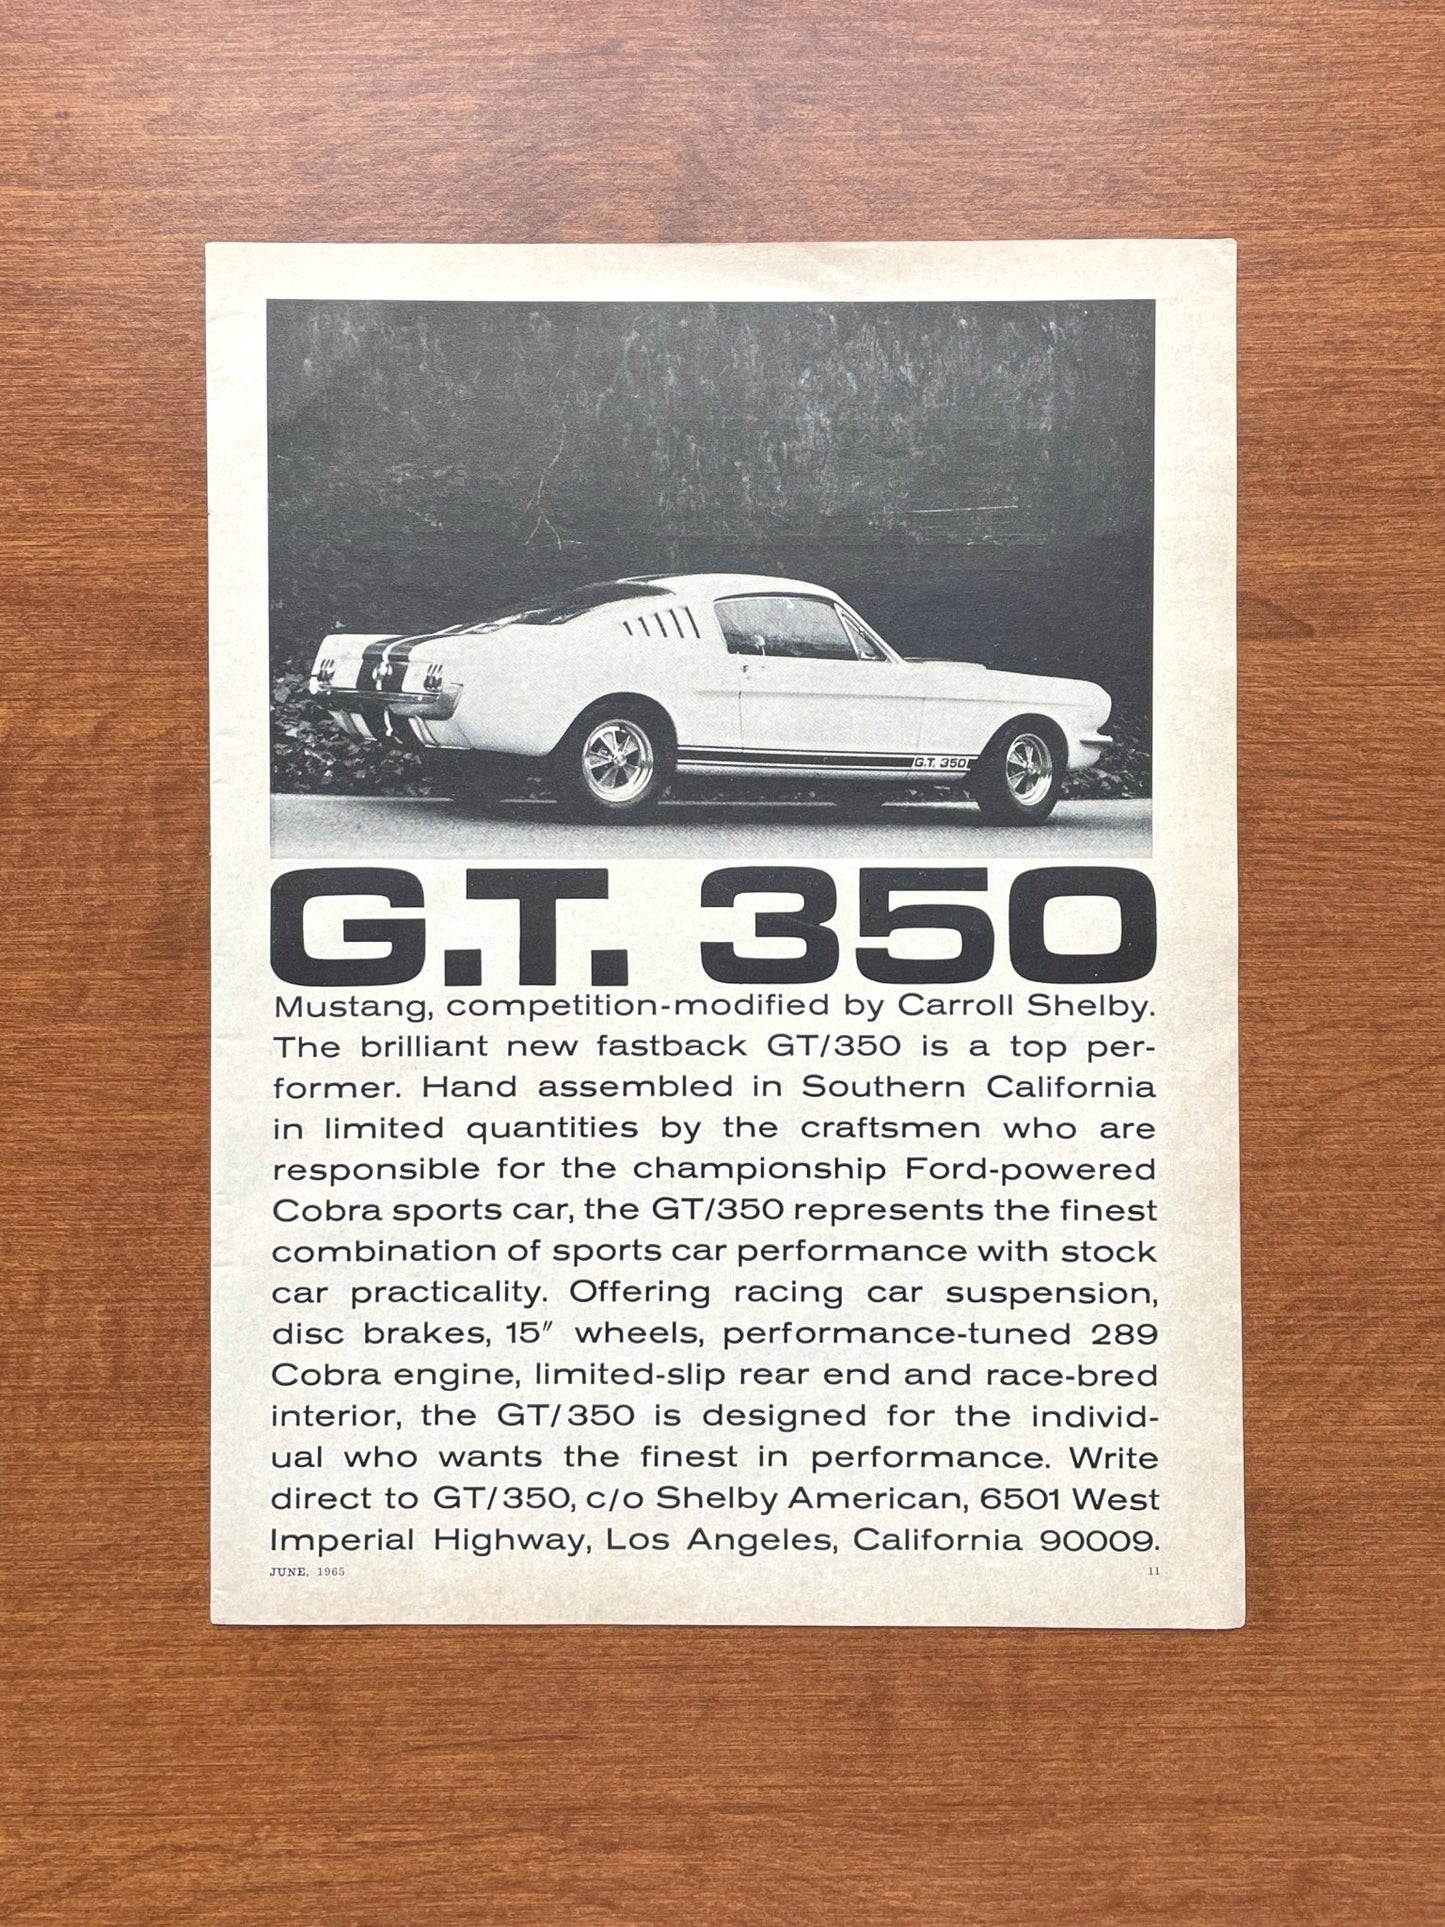 G.T. 350
G.T. 350
Mustang, competition-modified by Carroll Shelby.
The brilliant new fastback GT/350 is a top per-
former. Hand assembled in Southern California
in limited quantities by the craftsmen who are
responsible for the championship Ford-powered
Cobra sports car, the GT/350 represents the finest
combination of sports car performance with stock
car practicality. Offering racing car suspension,
disc brakes, 15″ wheels, performance-tuned 289
Cobra engine, limited-slip rear end and race-bred
interior, the GT/350 is designed for the individ-
ual who wants the finest in performance. Write
direct to GT/350, c/o Shelby American, 6501 West
Imperial Highway, Los Angeles, California 90009.
JUNE, 1965 11